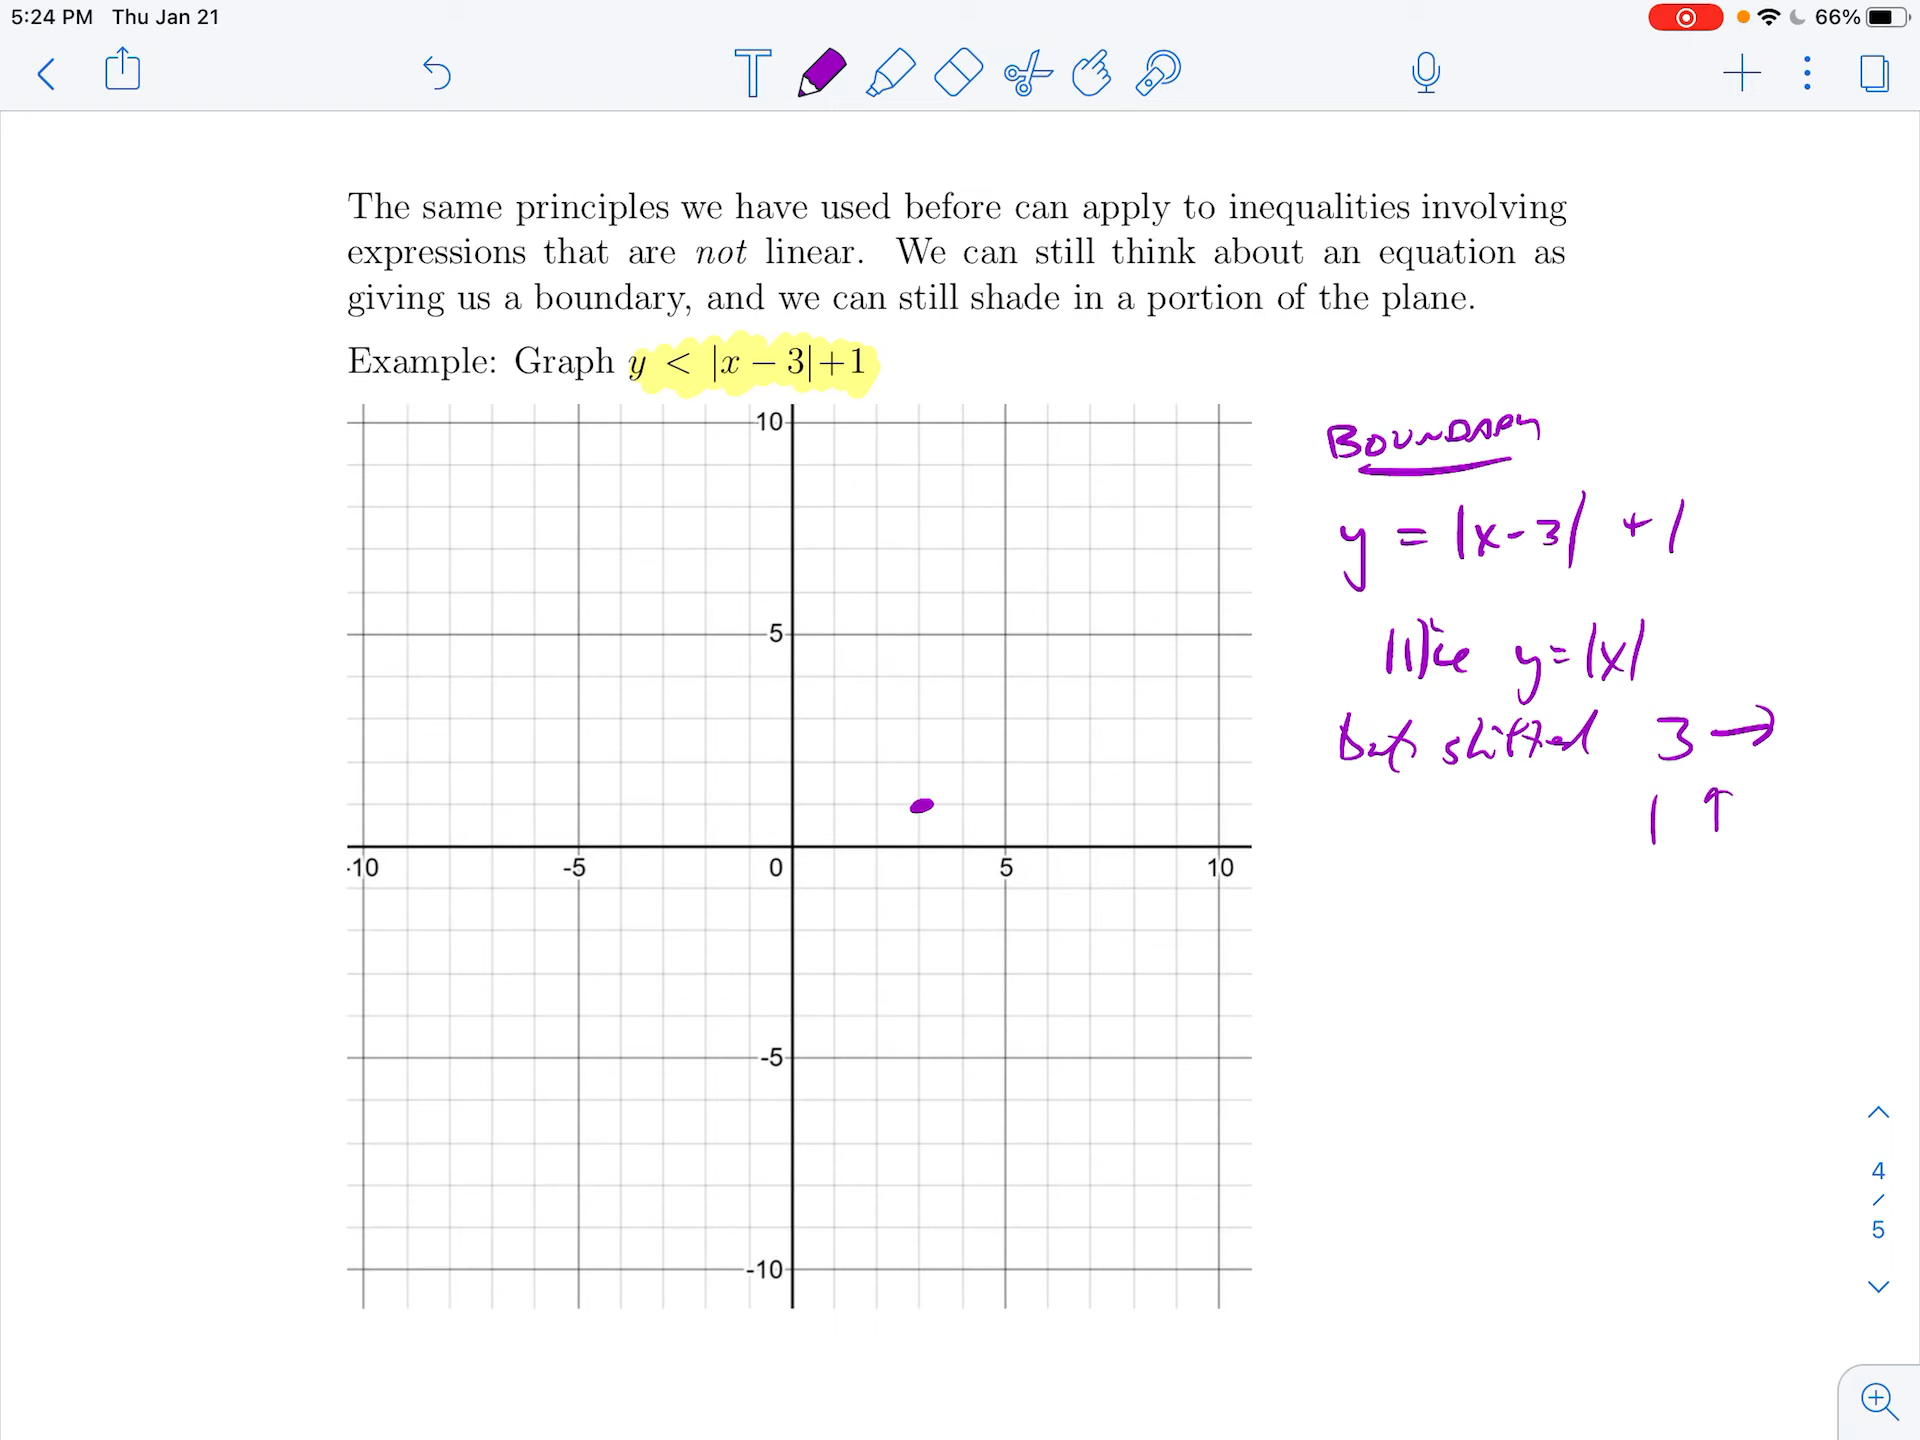 5:24 PM Thu Jan 21
66%
T
The same principles we have used before can apply to inequalities involving
expressions that are not linear. We can still think about an equation as
giving us a boundary, and we can still shade in a portion of the plane.
Example: Graph y < |x − 3|+1
BOUNDARY
y = |x-3| +1
like y=|x|
but shifted 3 →
1 ↑
10
5
-10 -5 0 5 10
-5
-10
4
/
5